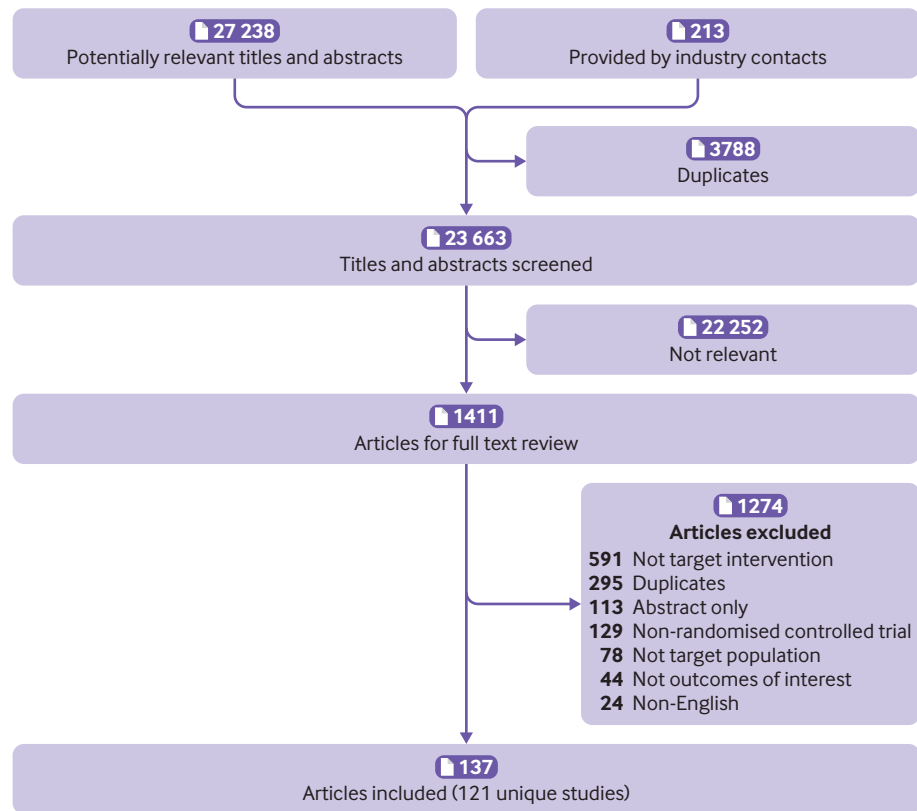 27 238
Potentially relevant titles and abstracts
213
Provided by industry contacts
3788
Duplicates
23 663
Titles and abstracts screened
22 252
Not relevant
1411
Articles for full text review
1274
Articles excluded
591 Not target intervention
295 Duplicates
113 Abstract only
129 Non-randomised controlled trial
78 Not target population
44 Not outcomes of interest
24 Non-English
137
Articles included (121 unique studies)